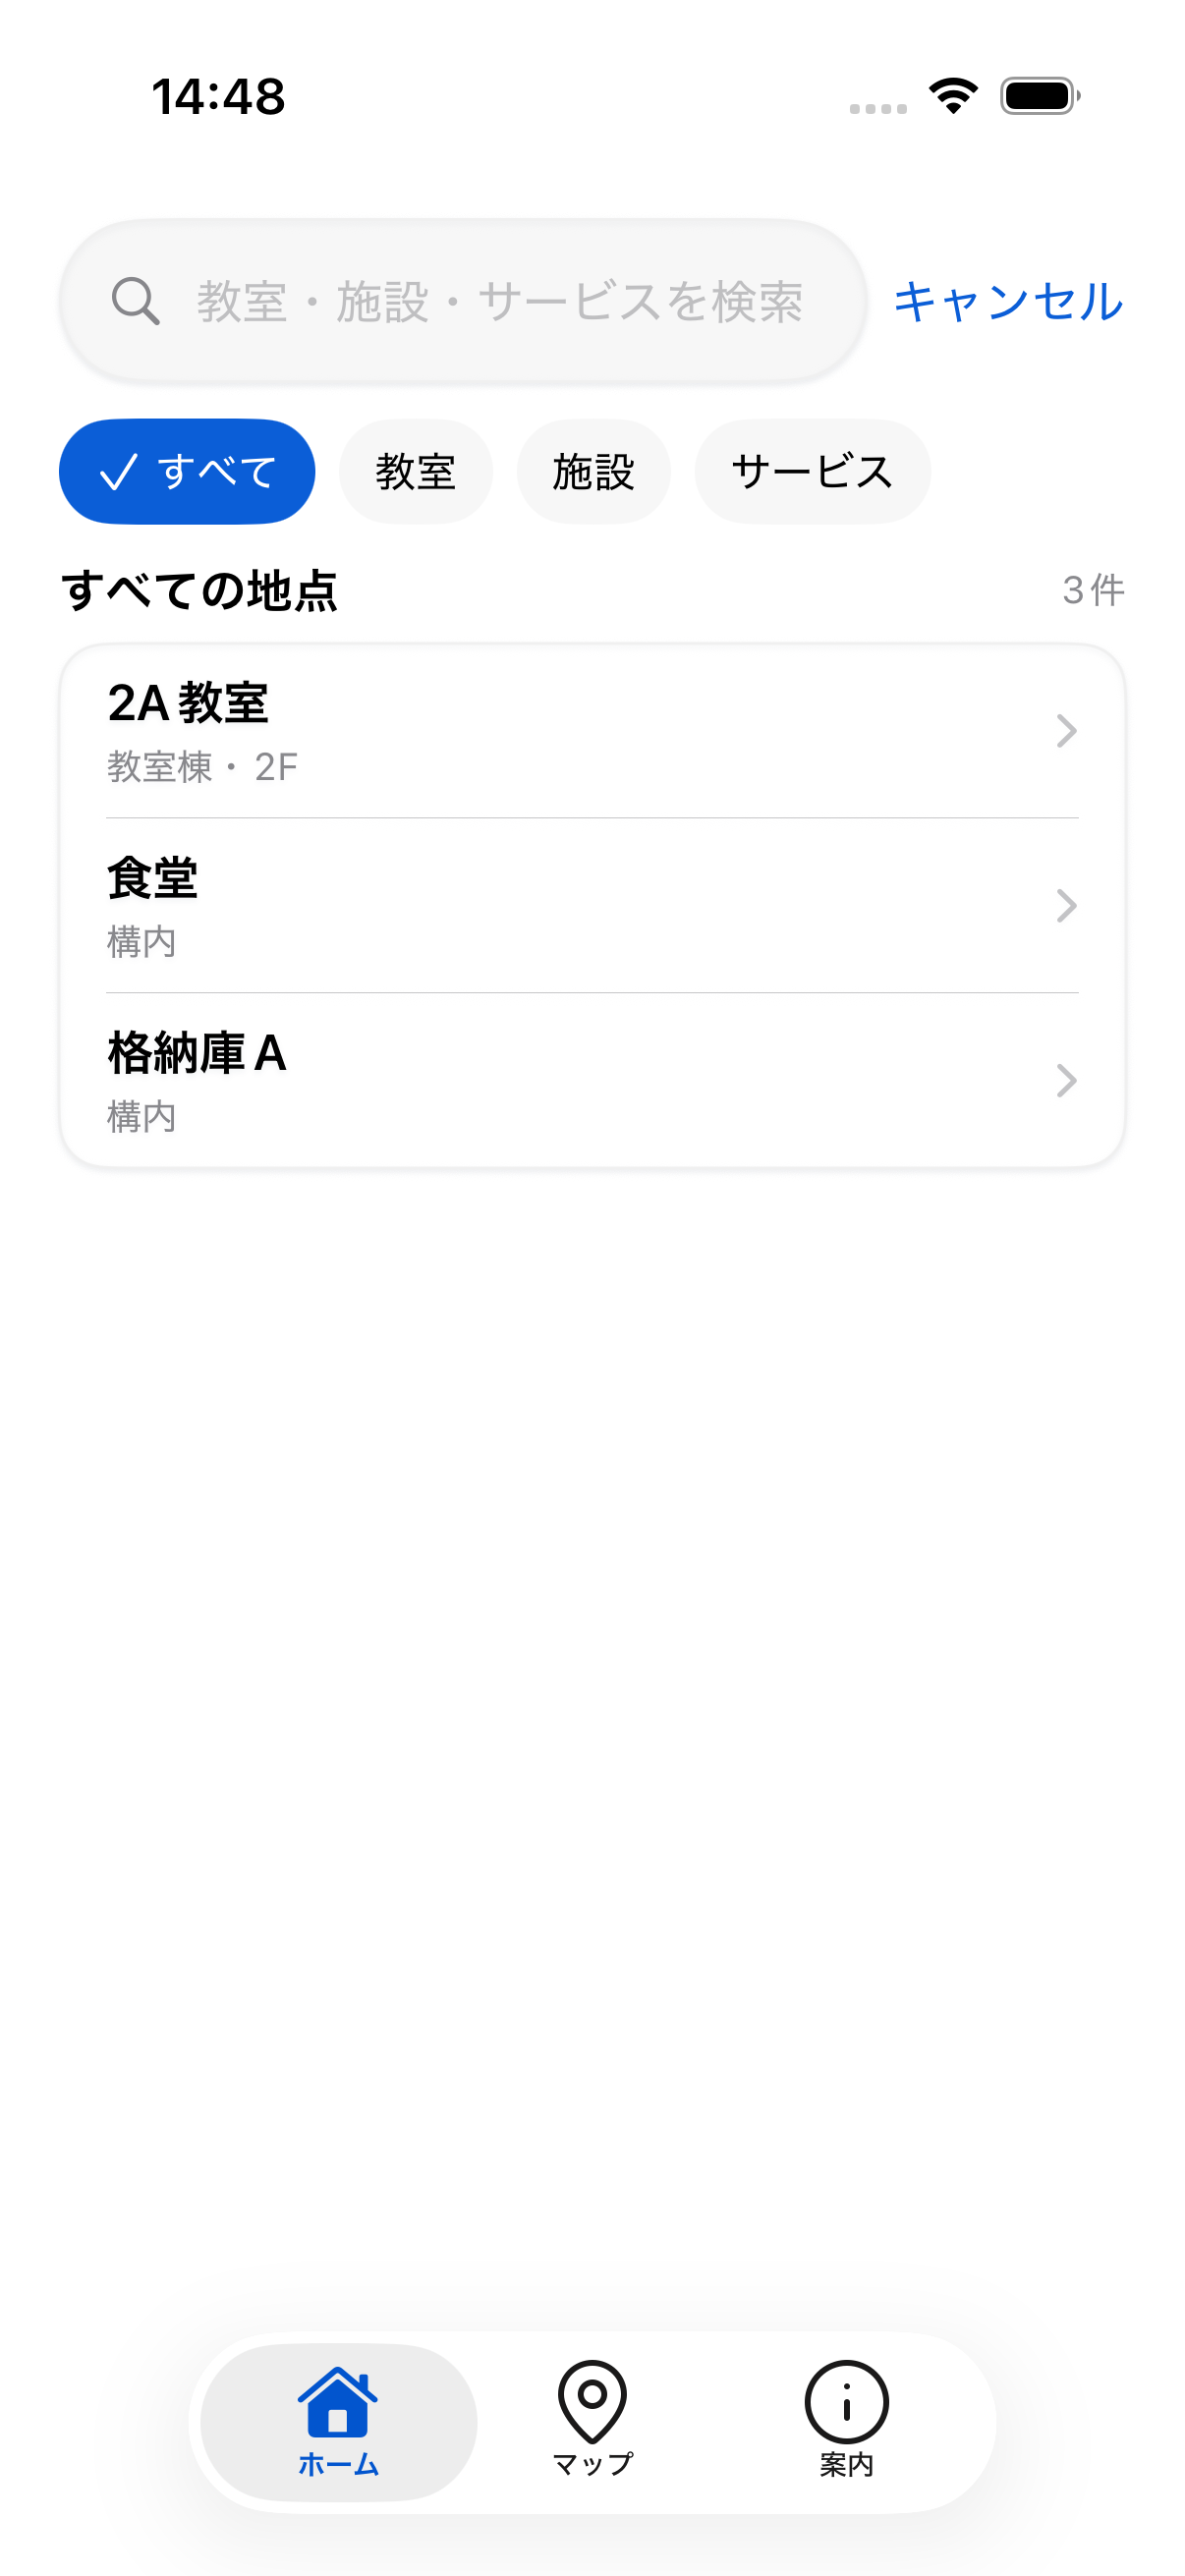 14:48
教室・施設・サービスを検索 キャンセル
すべて 教室 施設 サービス
すべての地点 3件
2A教室
教室棟・2F
食堂
構内
格納庫A
構内
ホーム マップ 案内